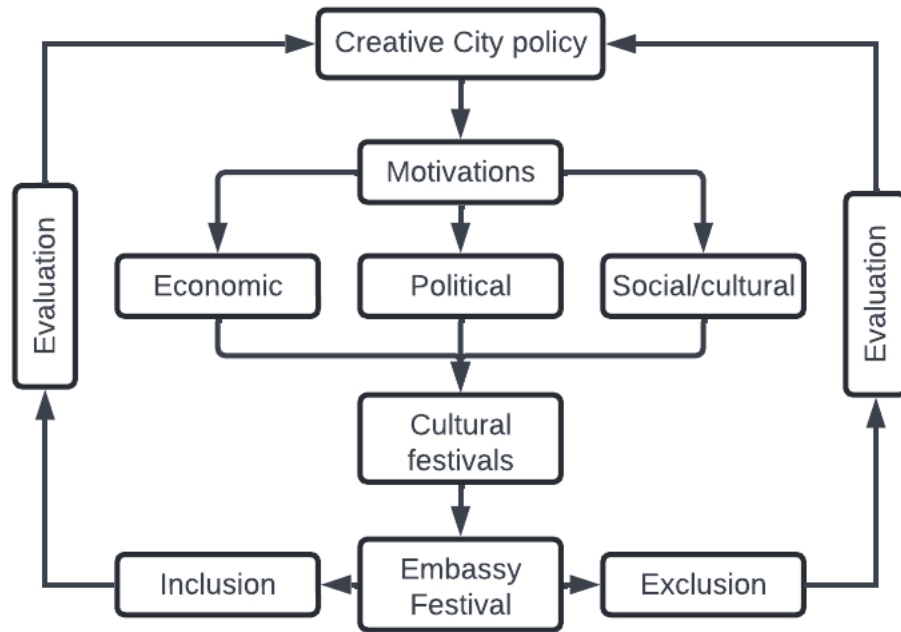 Creative City policy
Motivations
Economic
Political
Social/cultural
Evaluation
Evaluation
Cultural
festivals
Inclusion
Embassy
Festival
Exclusion